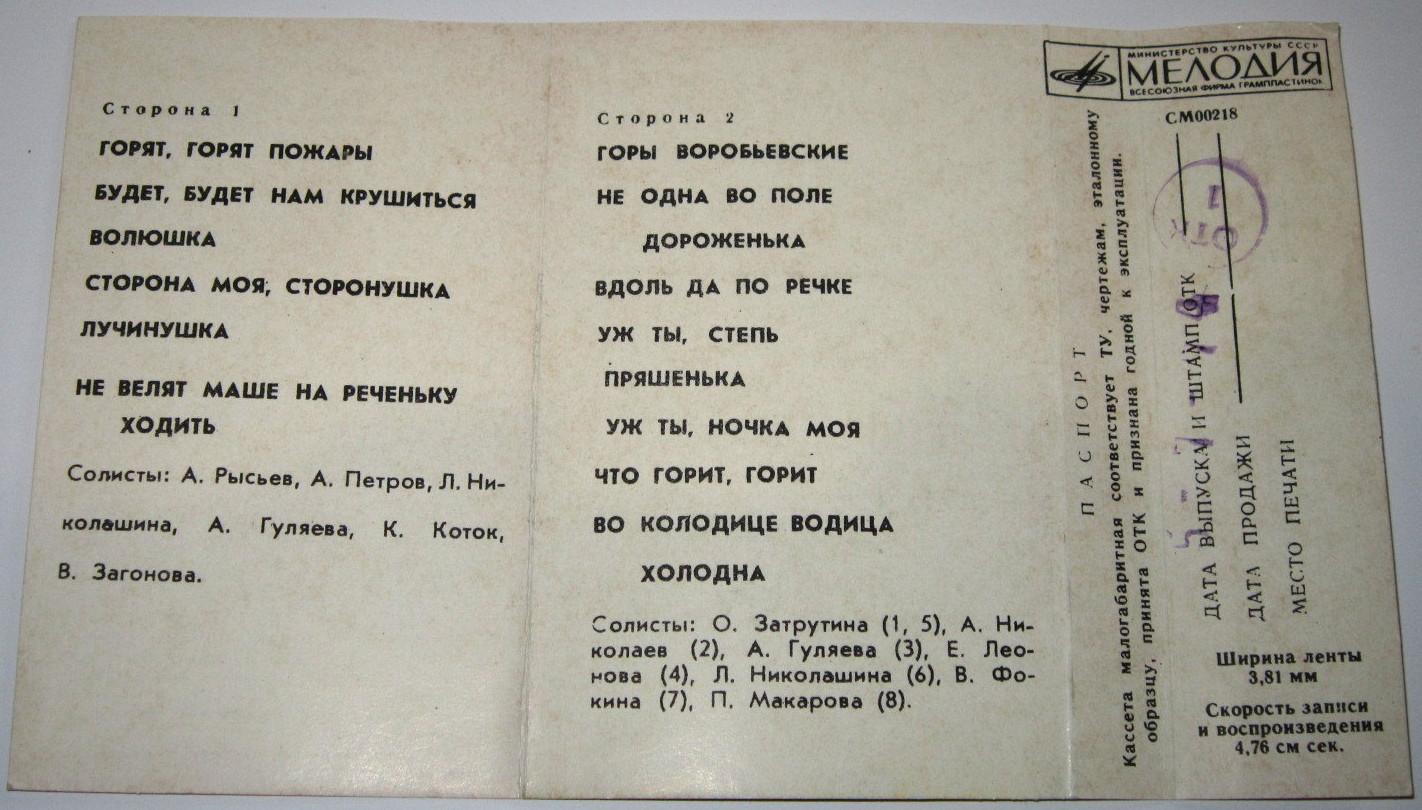 Сторона 1
ГОРЯТ, ГОРЯТ ПОЖАРЫ
БУДЕТ, БУДЕТ НАМ КРУШИТЬСЯ
ВОЛЮШКА
СТОРОНА МОЯ, СТОРОНУШКА
ЛУЧИНУШКА
НЕ ВЕЛЯТ МАШЕ НА РЕЧЕНЬКУ
ХОДИТЬ
Солисты: А. Рысьев, А. Петров, Л. Ни-
колашина, А. Гуляева, К. Коток,
В. Загонова.
Сторона 2
ГОРЫ ВОРОБЬЕВСКИЕ
НЕ ОДНА ВО ПОЛЕ
ДОРОЖЕНЬКА
ВДОЛЬ ДА ПО РЕЧКЕ
УЖ ТЫ, СТЕПЬ
ПРЯШЕНЬКА
УЖ ТЫ, НОЧКА МОЯ
ЧТО ГОРИТ, ГОРИТ
ВО КОЛОДИЦЕ ВОДИЦА
ХОЛОДНА
Солисты: О. Затрутина (1, 5), А. Ни-
колаев (2), А. Гуляева (3), Е. Лео-
нова (4), Л. Николашина (6), В. Фо-
кина (7), П. Макарова (8).
МИНИСТЕРСТВО КУЛЬТУРЫ СССР
МЕЛОДИЯ
ВСЕСОЮЗНАЯ ФИРМА ГРАМПЛАСТИНОК
СМ00218
ПАСПОРТ
Кассета малогабаритная соответствует ТУ, чертежам, эталонному
образцу, принята ОТК и признана годной к эксплуатации.
ДАТА ВЫПУСКА И ШТАМП ОТК
ДАТА ПРОДАЖИ
МЕСТО ПЕЧАТИ
ОТК
1
Ширина ленты
3,81 мм
Скорость записи
и воспроизведения
4,76 см сек.